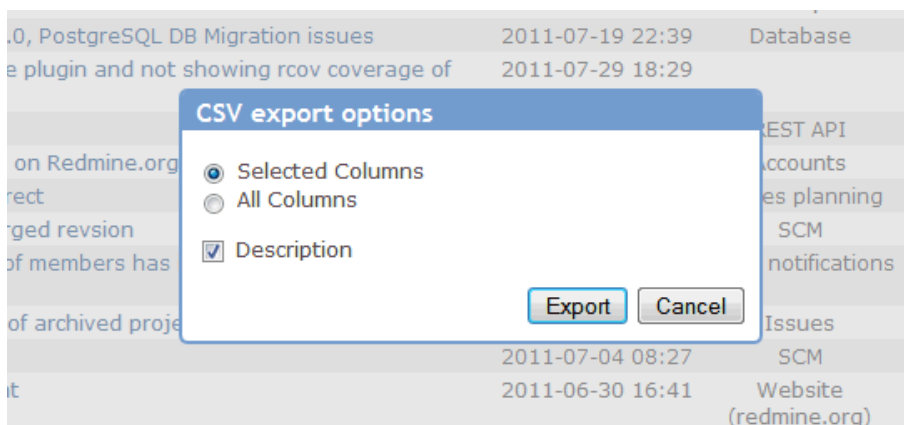 .0, PostgreSQL DB Migration issues 2011-07-19 22:39 Database
e plugin and not showing rcov coverage of 2011-07-29 18:29
CSV export options
REST API
on Redmine.org Accounts
Selected Columns
rect es planning
All Columns
rged revsion SCM
Description
of members has notifications
Export Cancel
of archived proje Issues
2011-07-04 08:27 SCM
nt 2011-06-30 16:41 Website
(redmine.org)